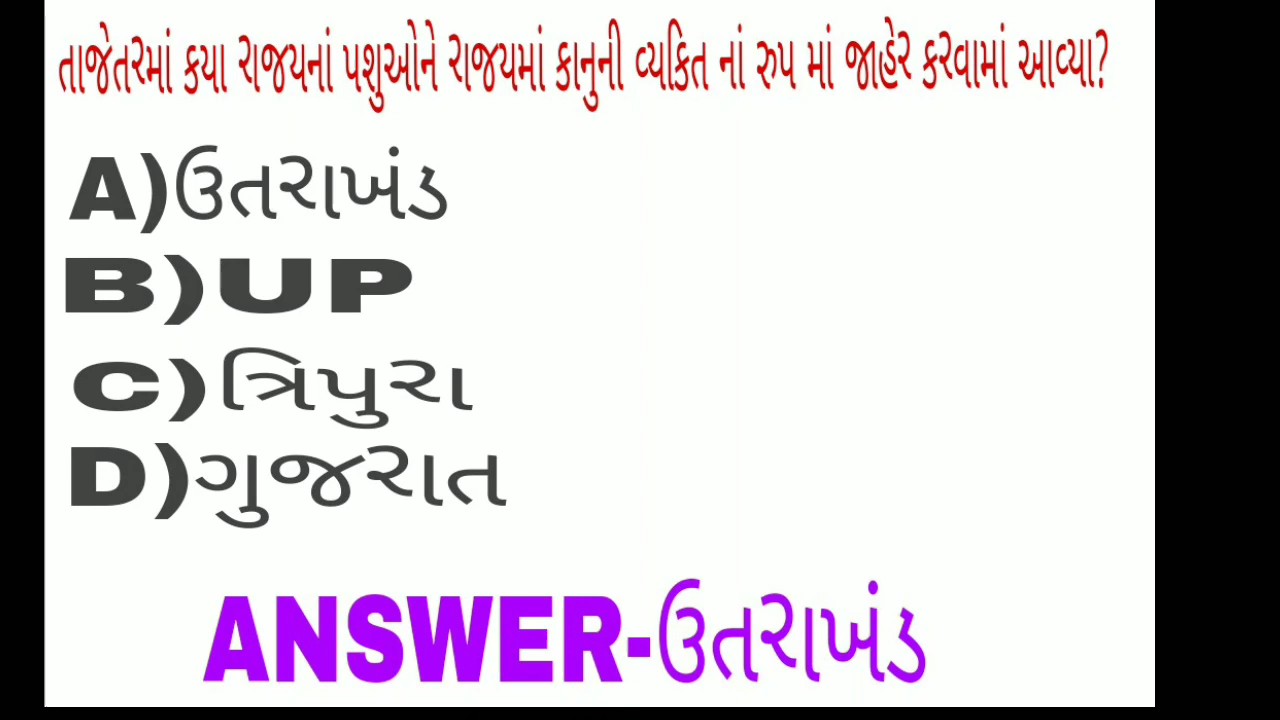 તાજેતરમાં કયા રાજયનાં પશુઓને રાજયમાં કાનુની વ્યકિત નાં રુપ માં જાહેર કરવામાં આવ્યા?
A)ઉતરાખંડ
B)UP
C)ત્રિપુરા
D)ગુજરાત
ANSWER-ઉતરાખંડ